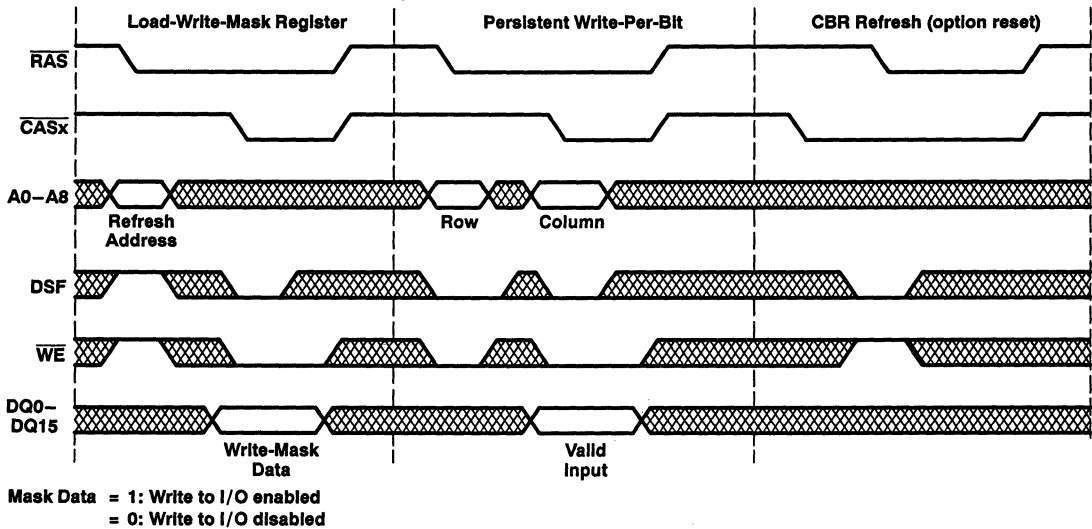 Load-Write-Mask Register
Persistent Write-Per-Bit
CBR Refresh (option reset)
RAS
CASx
A0–A8
Refresh
Address
Row
Column
DSF
WE
DQ0–
DQ15
Write-Mask
Data
Valid
Input
Mask Data = 1: Write to I/O enabled
= 0: Write to I/O disabled